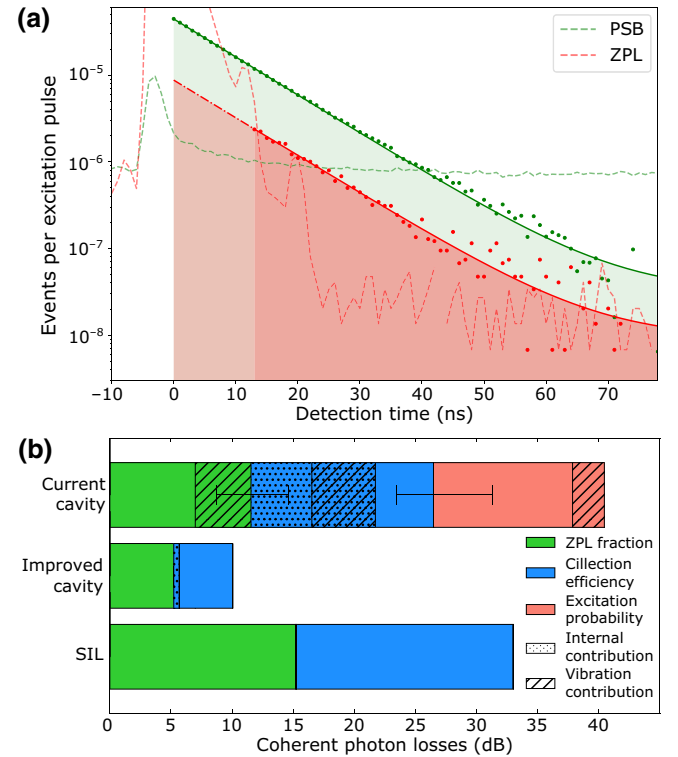 (a)
PSB
ZPL
10⁻⁵
10⁻⁶
10⁻⁷
10⁻⁸
Events per excitation pulse
−10 0 10 20 30 40 50 60 70
Detection time (ns)
(b)
Current
cavity
Improved
cavity
SIL
ZPL fraction
Cillection
efficiency
Excitation
probability
Internal
contribution
Vibration
contribution
0 5 10 15 20 25 30 35 40
Coherent photon losses (dB)